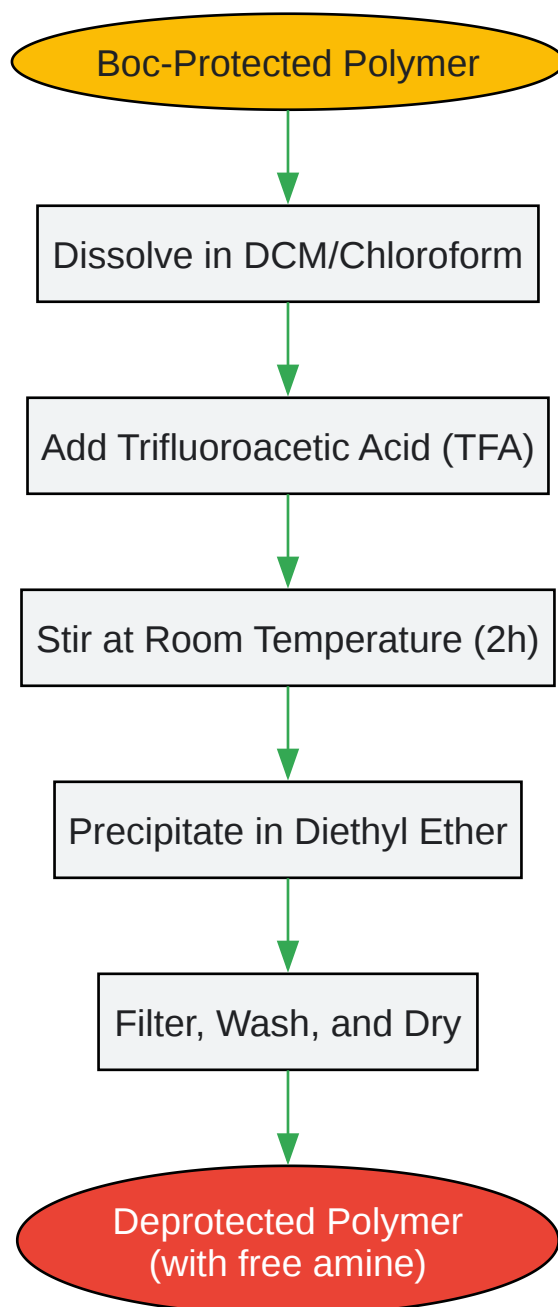 Boc-Protected Polymer
Dissolve in DCM/Chloroform
Add Trifluoroacetic Acid (TFA)
Stir at Room Temperature (2h)
Precipitate in Diethyl Ether
Filter, Wash, and Dry
Deprotected Polymer
(with free amine)